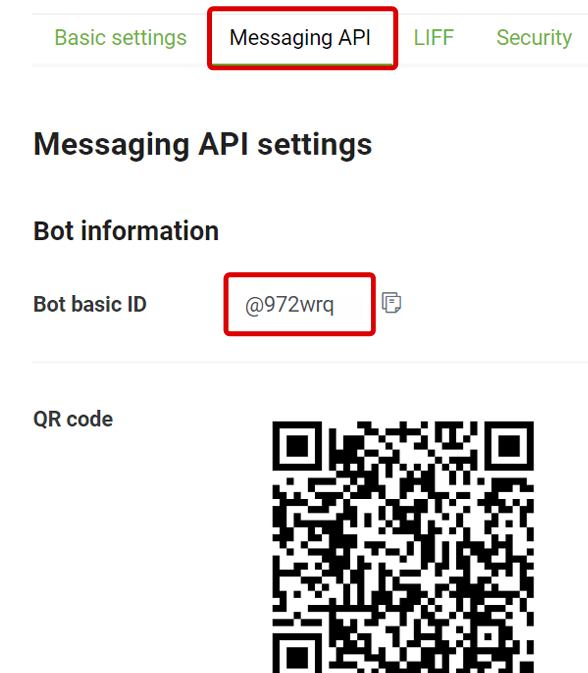 Basic settings Messaging API LIFF Security
Messaging API settings
Bot information
Bot basic ID @972wrq
QR code